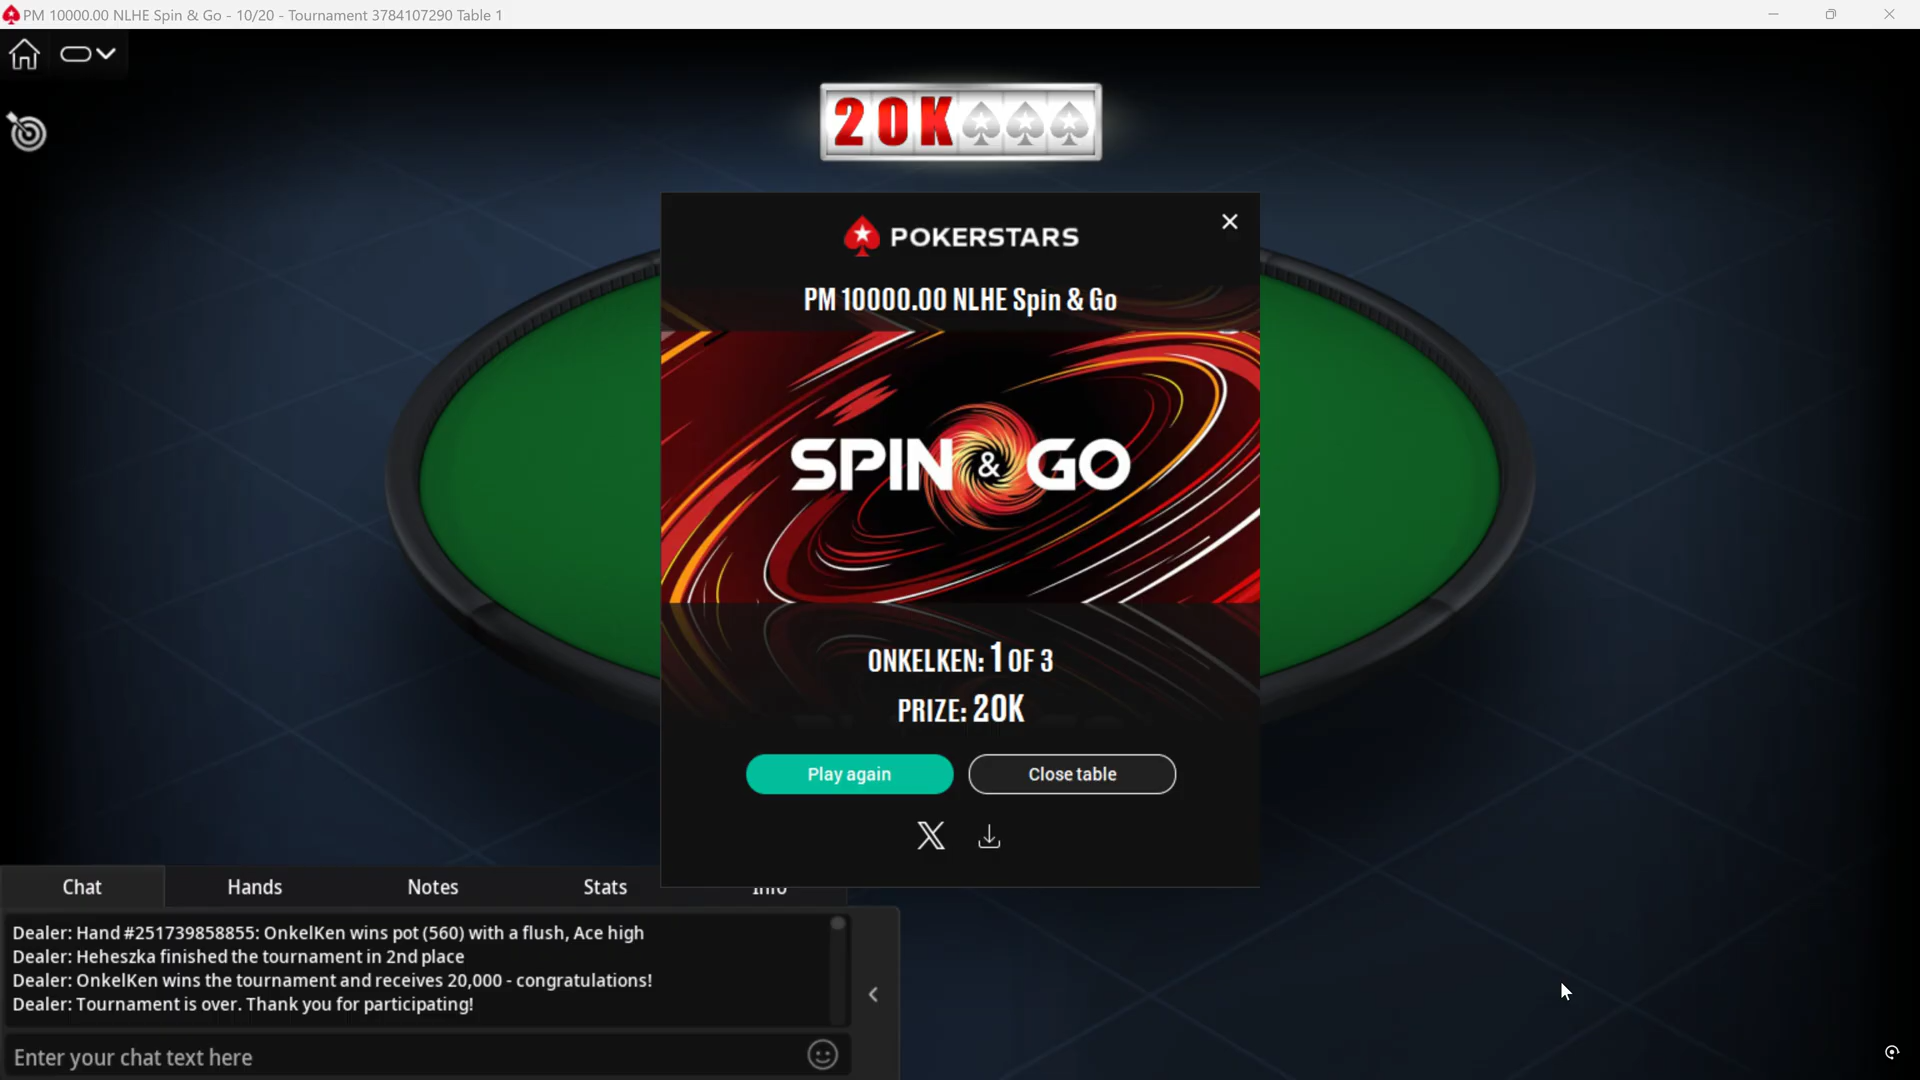 PM 10000.00 NLHE Spin & Go - 10/20 - Tournament 3784107290 Table 1
20K
POKERSTARS
PM 10000.00 NLHE Spin & Go
SPIN & GO
ONKELKEN: 1 OF 3
PRIZE: 20K
Play again
Close table
Chat
Hands
Notes
Stats
Info
Dealer: Hand #251739858855: OnkelKen wins pot (560) with a flush, Ace high
Dealer: Heheszka finished the tournament in 2nd place
Dealer: OnkelKen wins the tournament and receives 20,000 - congratulations!
Dealer: Tournament is over. Thank you for participating!
Enter your chat text here